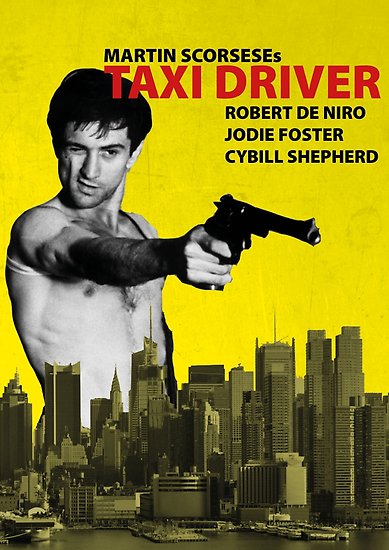 MARTIN SCORSESEs
TAXI DRIVER
ROBERT DE NIRO
JODIE FOSTER
CYBILL SHEPHERD